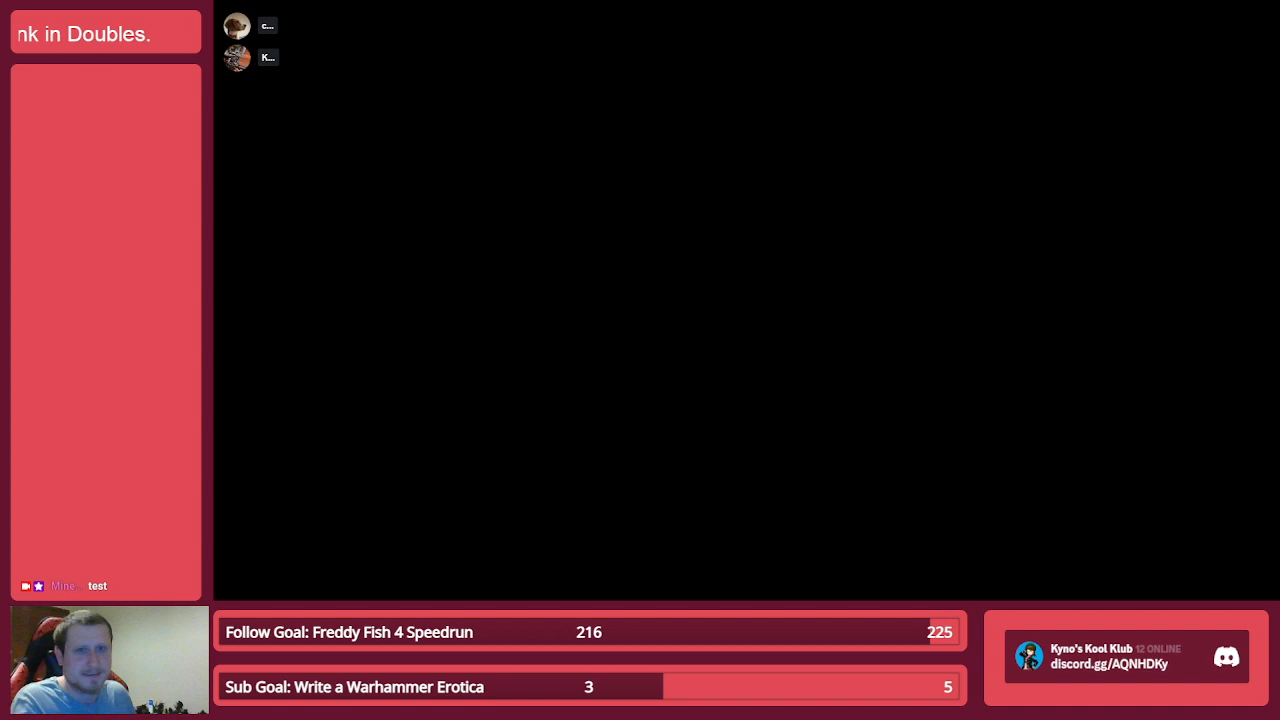 nk in Doubles.
c...
K...
Mine... test
Follow Goal: Freddy Fish 4 Speedrun 216 225
Sub Goal: Write a Warhammer Erotica 3 5
Kyno's Kool Klub 12 ONLINE
discord.gg/AQNHDKy